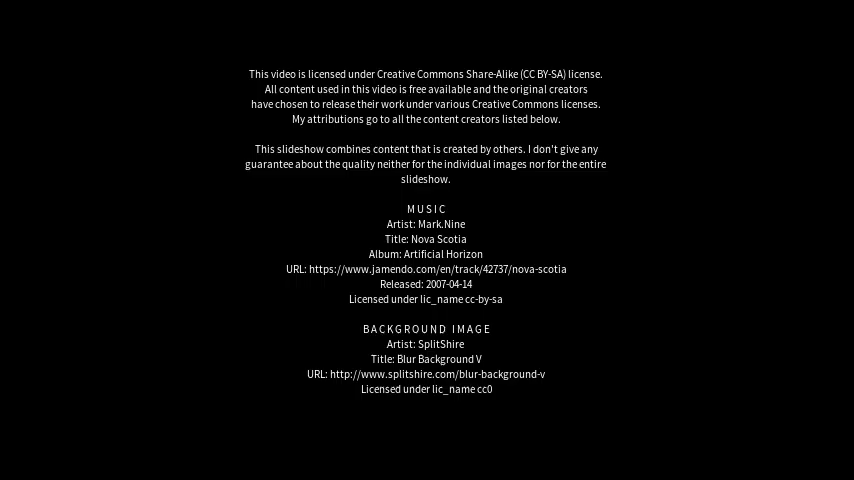 This video is licensed under Creative Commons Share-Alike (CC BY-SA) license.
All content used in this video is free available and the original creators
have chosen to release their work under various Creative Commons licenses.
My attributions go to all the content creators listed below.
This slideshow combines content that is created by others. I don't give any
guarantee about the quality neither for the individual images nor for the entire
slideshow.
MUSIC
Artist: Mark.Nine
Title: Nova Scotia
Album: Artificial Horizon
URL: https://www.jamendo.com/en/track/42737/nova-scotia
Released: 2007-04-14
Licensed under lic_name cc-by-sa
BACKGROUND IMAGE
Artist: SplitShire
Title: Blur Background V
URL: http://www.splitshire.com/blur-background-v
Licensed under lic_name cc0